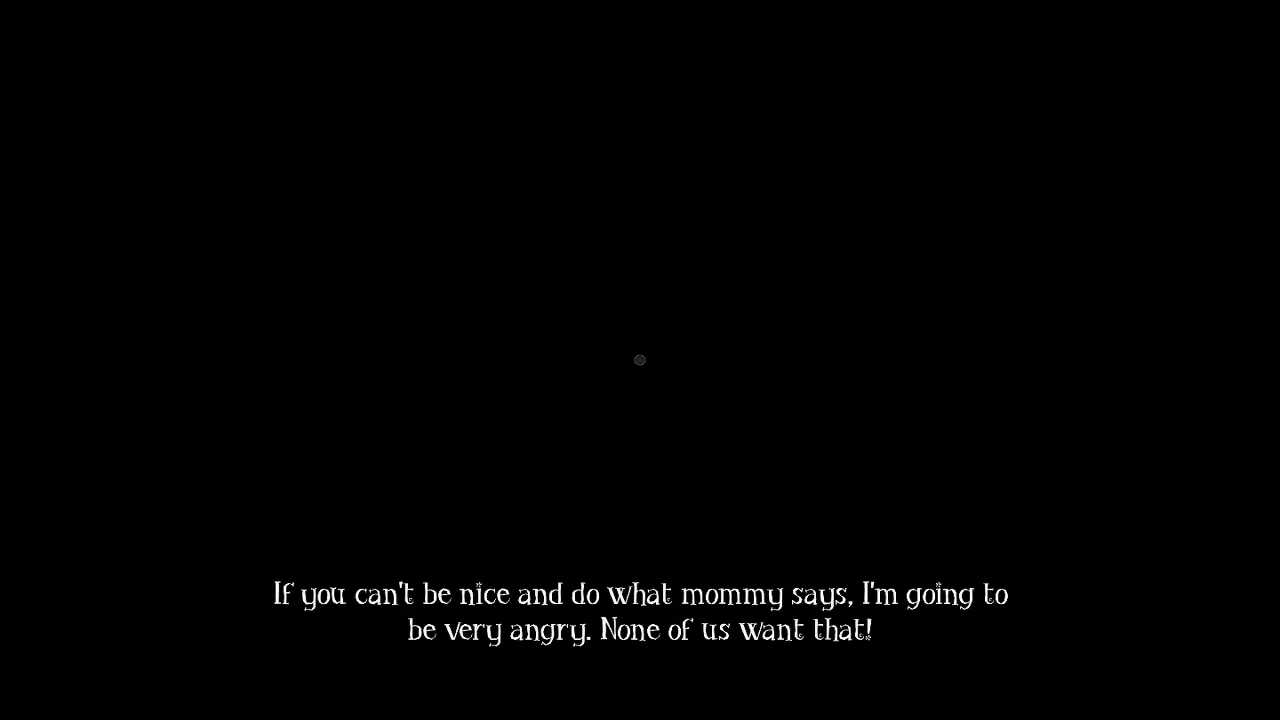 If you can't be nice and do what mommy says, I'm going to
be very angry. None of us want that!